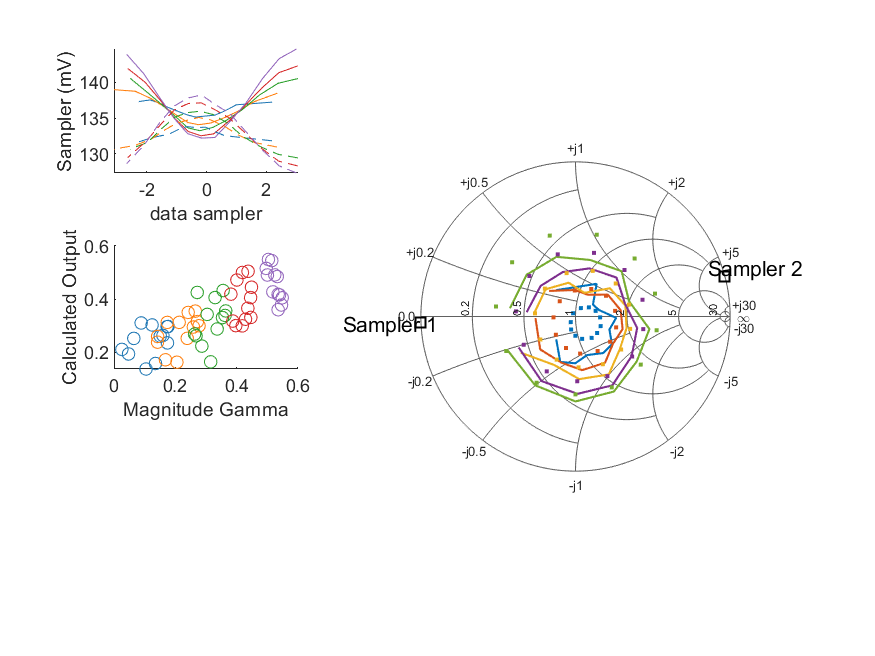 Sampler (mV)
140
135
130
-2
0
2
data sampler
Calculated Output
0.6
0.4
0.2
0
0.2
0.4
0.6
Magnitude Gamma
+j1
+j0.5
+j2
+j0.2
+j5
Sampler 2
0.0
0.2
0.5
1
2
5
30
+j30
∞
-j30
Sampler 1
-j0.2
-j5
-j0.5
-j2
-j1